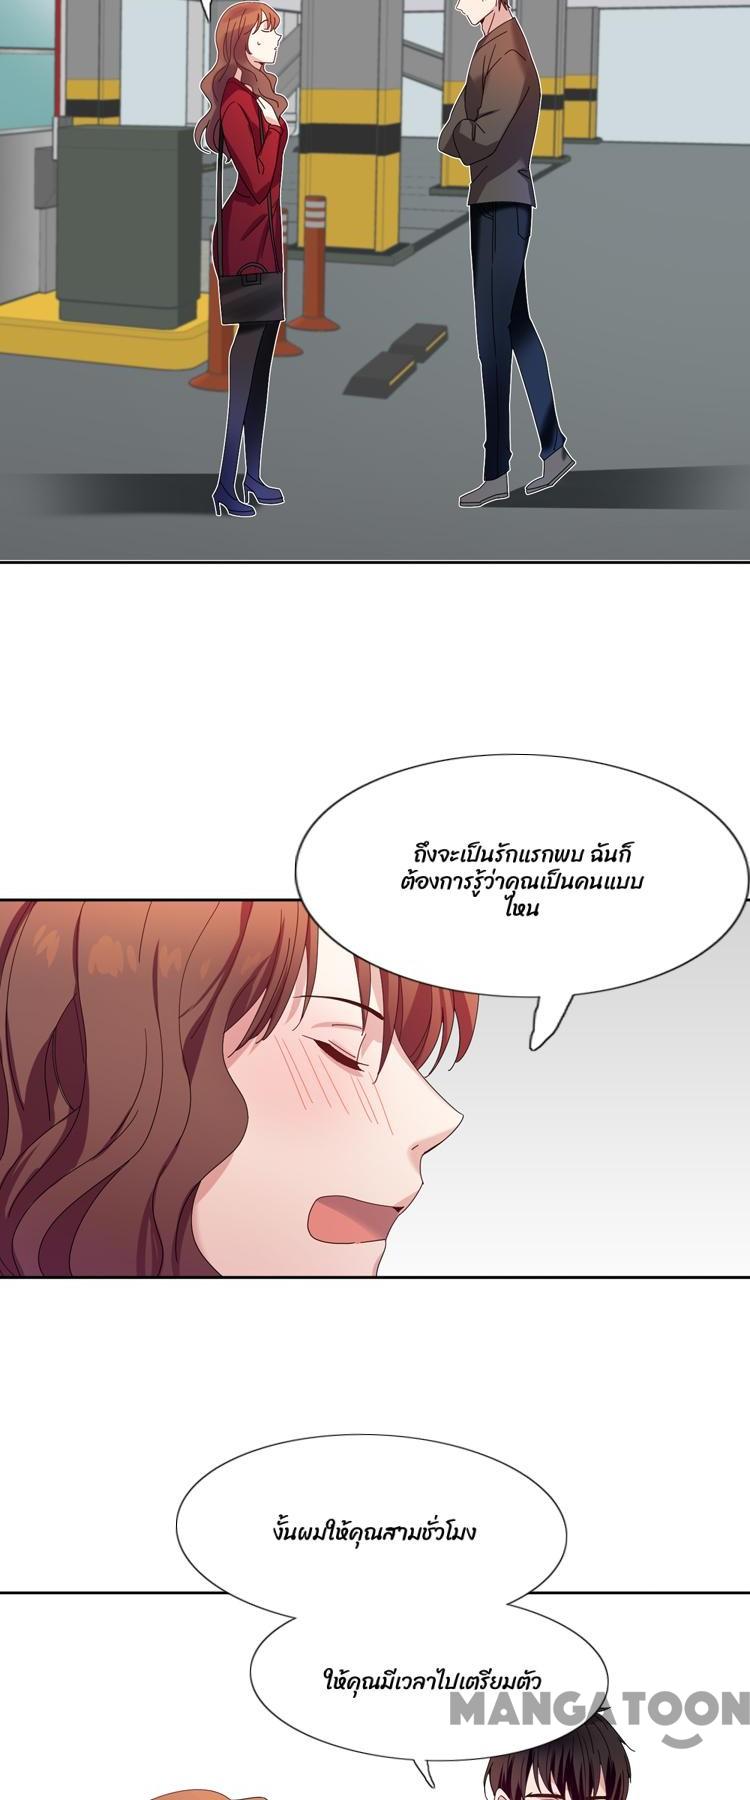 ถึงจะเป็นรักแรกพบ ฉันก็
ต้องการรู้ว่าคุณเป็นคนแบบ
ไหน
งั้นผมให้คุณสามชั่วโมง
ให้คุณมีเวลาไปเตรียมตัว
MANGATOON